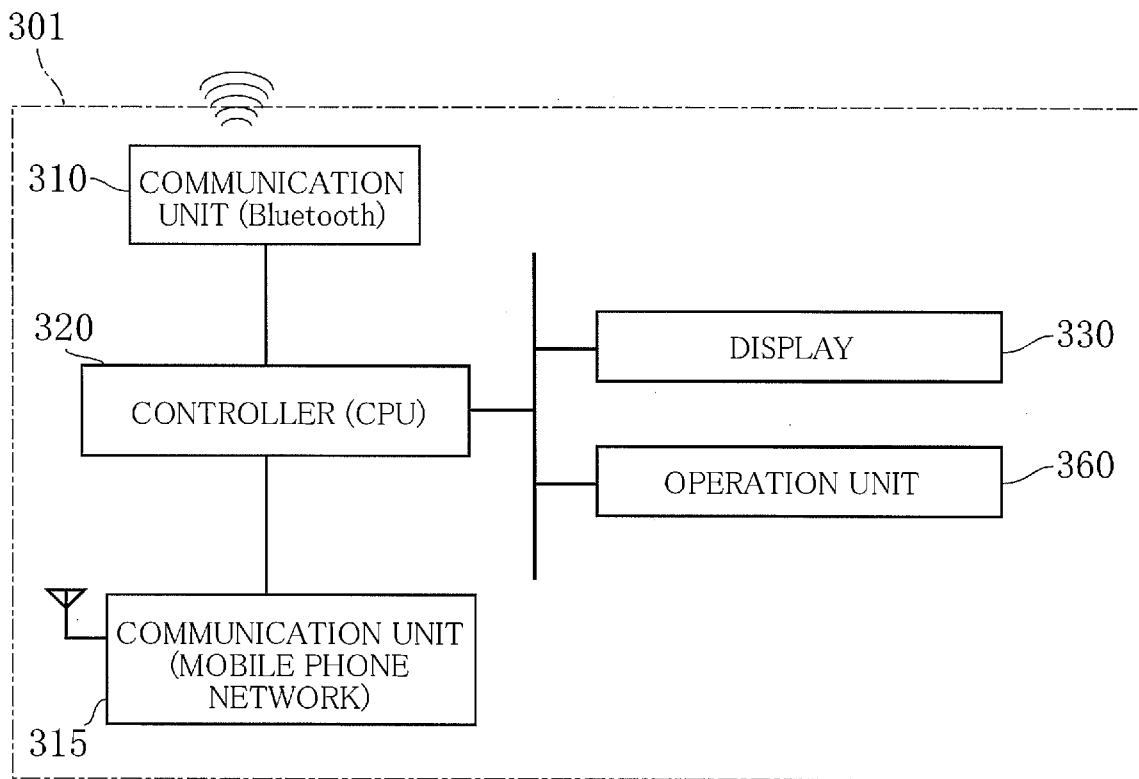 301
310
COMMUNICATION
UNIT (Bluetooth)
320
CONTROLLER (CPU)
DISPLAY
330
OPERATION UNIT
360
COMMUNICATION UNIT
(MOBILE PHONE
NETWORK)
315